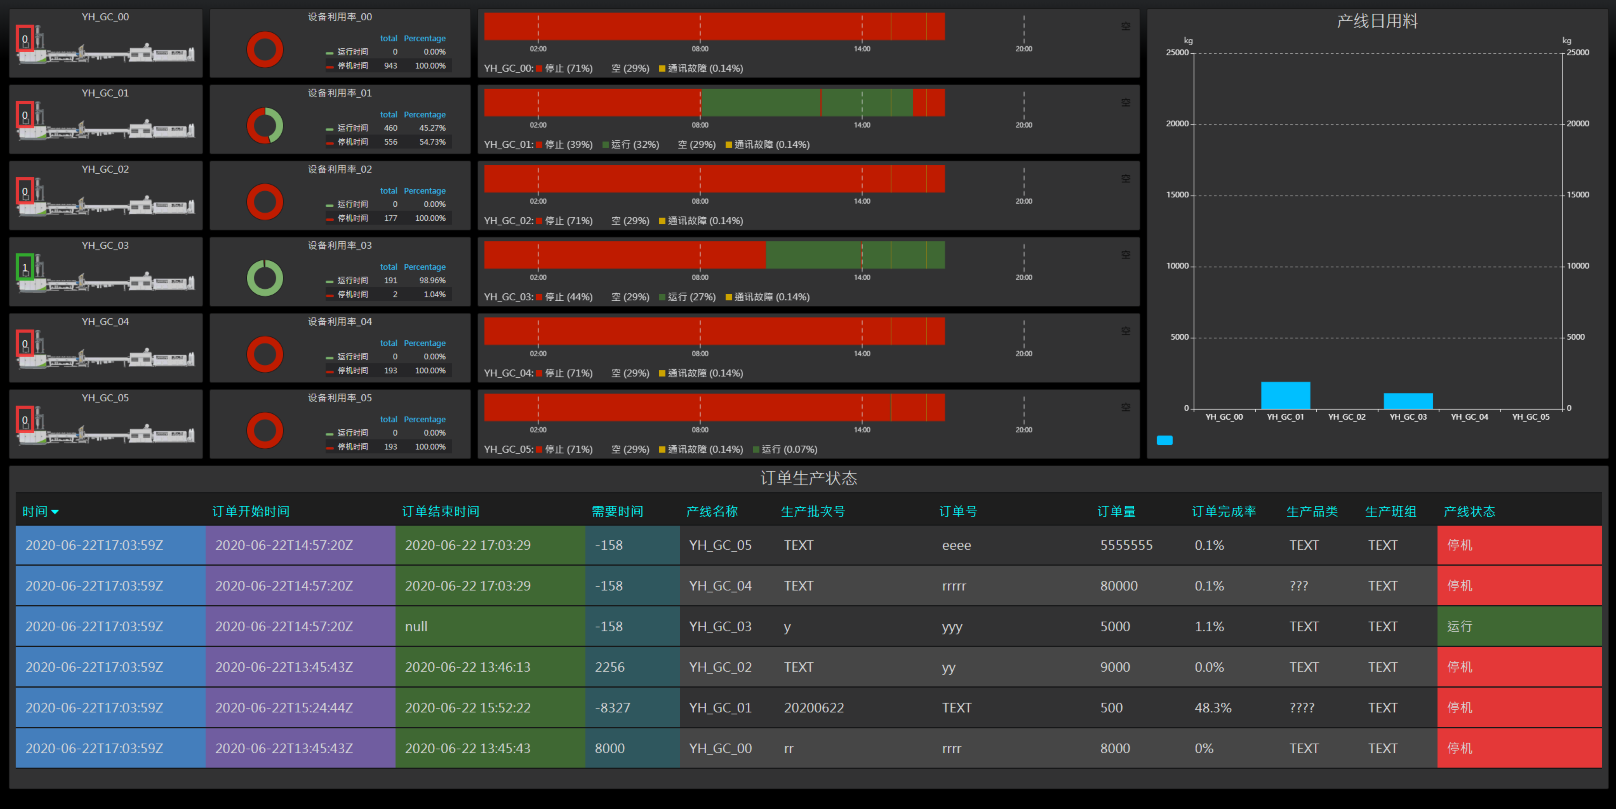 YH_GC_00
0
设备利用率_00
total Percentage
运行时间 0 0.00%
停机时间 943 100.00%
02:00 08:00 14:00 20:00
YH_GC_00: 停止 (71%) 空 (29%) 通讯故障 (0.14%)
YH_GC_01
0
设备利用率_01
total Percentage
运行时间 460 45.27%
停机时间 556 54.73%
02:00 08:00 14:00 20:00
YH_GC_01: 停止 (39%) 运行 (32%) 空 (29%) 通讯故障 (0.14%)
YH_GC_02
0
设备利用率_02
total Percentage
运行时间 0 0.00%
停机时间 177 100.00%
02:00 08:00 14:00 20:00
YH_GC_02: 停止 (71%) 空 (29%) 通讯故障 (0.14%)
YH_GC_03
1
设备利用率_03
total Percentage
运行时间 191 98.96%
停机时间 2 1.04%
02:00 08:00 14:00 20:00
YH_GC_03: 停止 (44%) 空 (29%) 运行 (27%) 通讯故障 (0.14%)
YH_GC_04
0
设备利用率_04
total Percentage
运行时间 0 0.00%
停机时间 193 100.00%
02:00 08:00 14:00 20:00
YH_GC_04: 停止 (71%) 空 (29%) 通讯故障 (0.14%)
YH_GC_05
0
设备利用率_05
total Percentage
运行时间 0 0.00%
停机时间 193 100.00%
02:00 08:00 14:00 20:00
YH_GC_05: 停止 (71%) 空 (29%) 通讯故障 (0.14%) 运行 (0.07%)
产线日用料
kg kg
25000 25000
20000 20000
15000 15000
10000 10000
5000 5000
0 0
YH_GC_00 YH_GC_01 YH_GC_02 YH_GC_03 YH_GC_04 YH_GC_05
订单生产状态
时间 订单开始时间 订单结束时间 需要时间 产线名称 生产批次号 订单号 订单量 订单完成率 生产品类 生产班组 产线状态
2020-06-22T17:03:59Z 2020-06-22T14:57:20Z 2020-06-22 17:03:29 -158 YH_GC_05 TEXT eeee 5555555 0.1% TEXT TEXT 停机
2020-06-22T17:03:59Z 2020-06-22T14:57:20Z 2020-06-22 17:03:29 -158 YH_GC_04 TEXT rrrrr 80000 0.1% ??? TEXT 停机
2020-06-22T17:03:59Z 2020-06-22T14:57:20Z null -158 YH_GC_03 y yyy 5000 1.1% TEXT TEXT 运行
2020-06-22T17:03:59Z 2020-06-22T13:45:43Z 2020-06-22 13:46:13 2256 YH_GC_02 TEXT yy 9000 0.0% TEXT TEXT 停机
2020-06-22T17:03:59Z 2020-06-22T15:24:44Z 2020-06-22 15:52:22 -8327 YH_GC_01 20200622 TEXT 500 48.3% ???? TEXT 停机
2020-06-22T17:03:59Z 2020-06-22T13:45:43Z 2020-06-22 13:45:43 8000 YH_GC_00 rr rrrr 8000 0% TEXT TEXT 停机